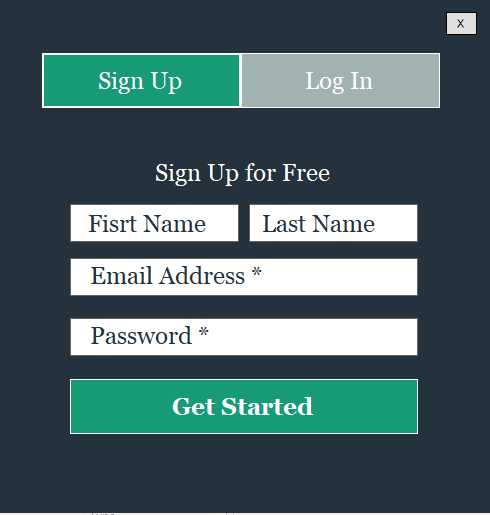 X
Sign Up Log In
Sign Up for Free
Fisrt Name Last Name
Email Address *
Password *
Get Started